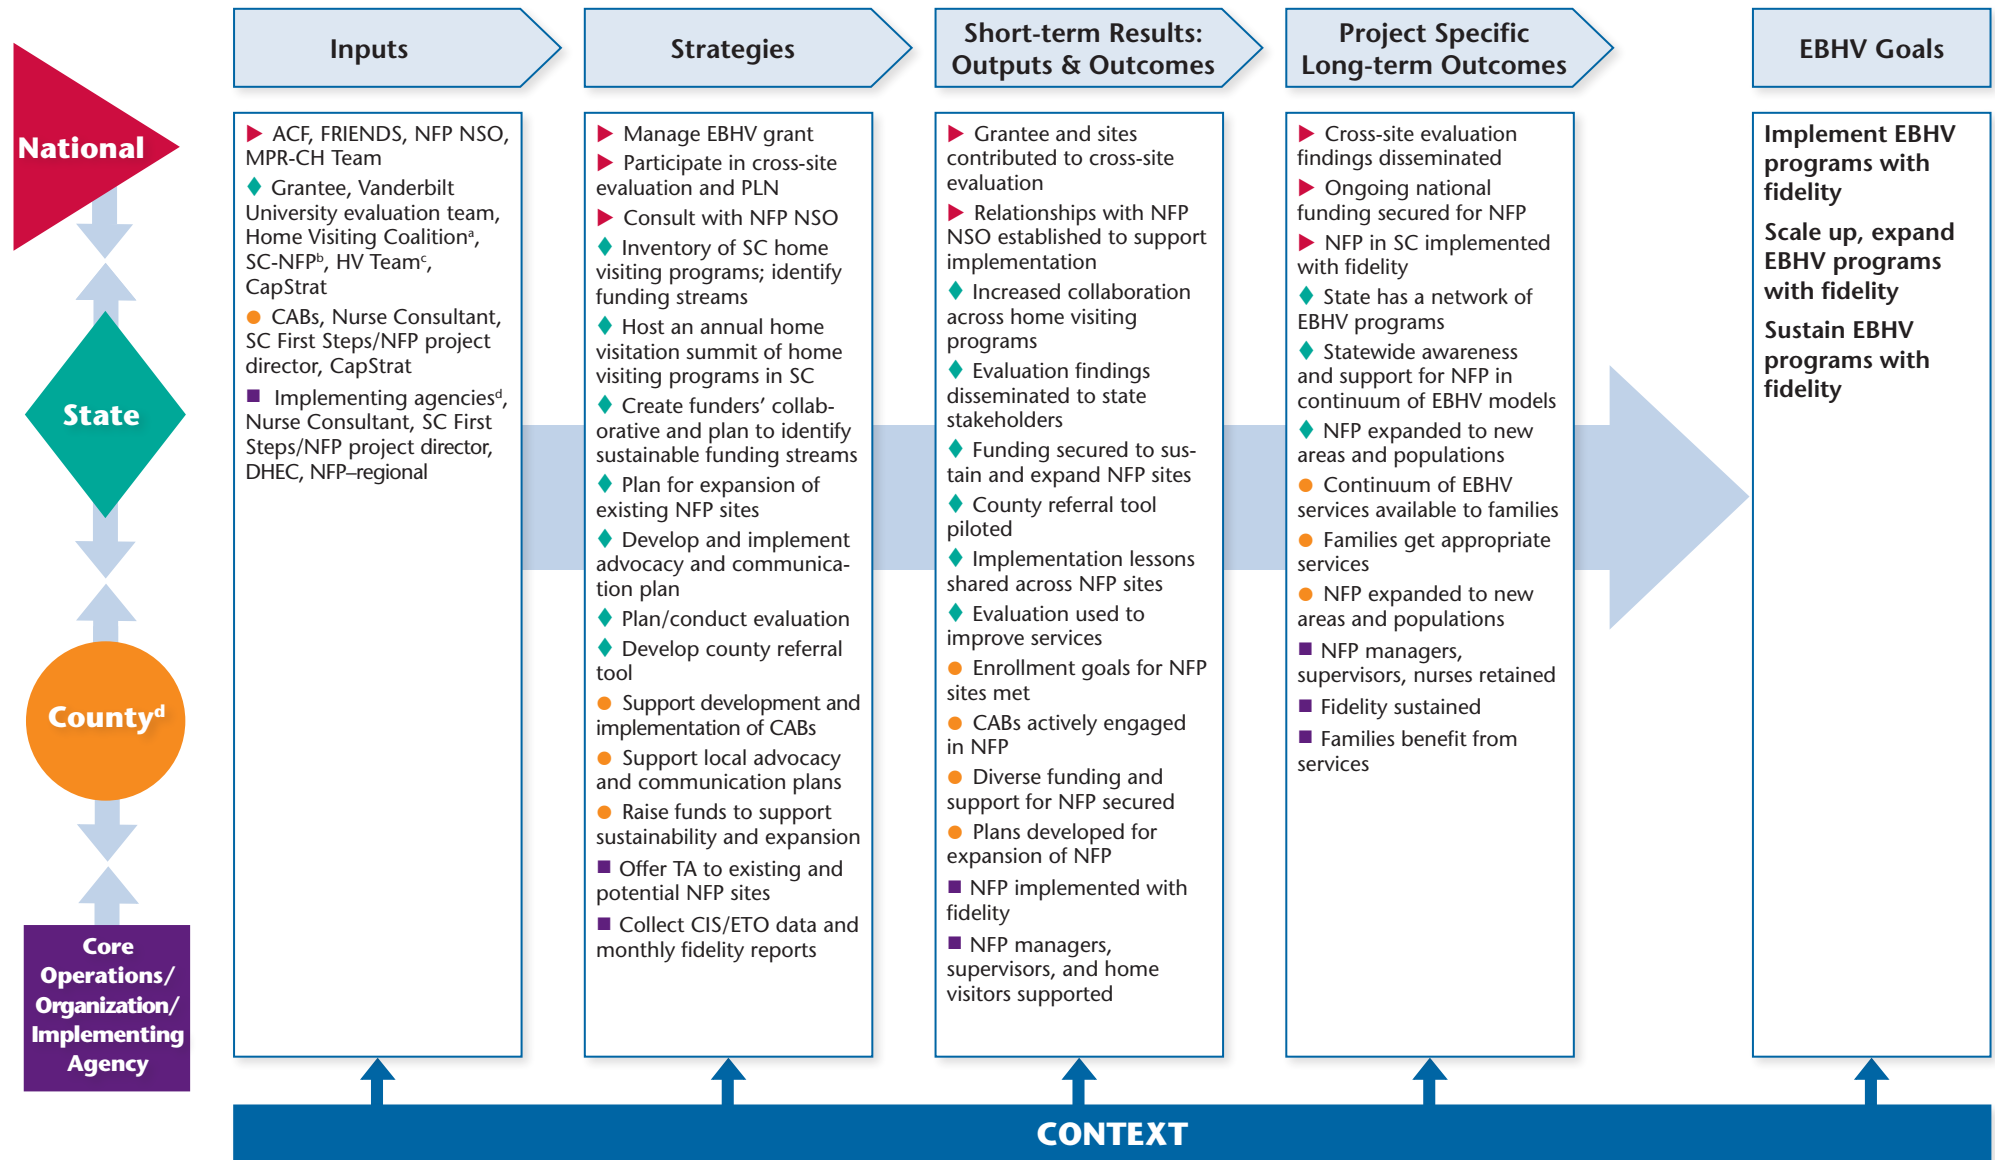 National
State
Countyᵈ
Core
Operations/
Organization/
Implementing
Agency
Inputs
ACF, FRIENDS, NFP NSO,
MPR-CH Team
Grantee, Vanderbilt
University evaluation team,
Home Visiting Coalitionᵃ,
SC-NFPᵇ, HV Teamᶜ,
CapStrat
CABs, Nurse Consultant,
SC First Steps/NFP project
director, CapStrat
Implementing agenciesᵈ,
Nurse Consultant, SC First
Steps/NFP project director,
DHEC, NFP–regional
Strategies
Manage EBHV grant
Participate in cross-site
evaluation and PLN
Consult with NFP NSO
Inventory of SC home
visiting programs; identify
funding streams
Host an annual home
visitation summit of home
visiting programs in SC
Create funders’ collab-
orative and plan to identify
sustainable funding streams
Plan for expansion of
existing NFP sites
Develop and implement
advocacy and communica-
tion plan
Plan/conduct evaluation
Develop county referral
tool
Support development and
implementation of CABs
Support local advocacy
and communication plans
Raise funds to support
sustainability and expansion
Offer TA to existing and
potential NFP sites
Collect CIS/ETO data and
monthly fidelity reports
Short-term Results:
Outputs & Outcomes
Grantee and sites
contributed to cross-site
evaluation
Relationships with NFP
NSO established to support
implementation
Increased collaboration
across home visiting
programs
Evaluation findings
disseminated to state
stakeholders
Funding secured to sus-
tain and expand NFP sites
County referral tool
piloted
Implementation lessons
shared across NFP sites
Evaluation used to
improve services
Enrollment goals for NFP
sites met
CABs actively engaged
in NFP
Diverse funding and
support for NFP secured
Plans developed for
expansion of NFP
NFP implemented with
fidelity
NFP managers,
supervisors, and home
visitors supported
Project Specific
Long-term Outcomes
Cross-site evaluation
findings disseminated
Ongoing national
funding secured for NFP
NFP in SC implemented
with fidelity
State has a network of
EBHV programs
Statewide awareness
and support for NFP in
continuum of EBHV models
NFP expanded to new
areas and populations
Continuum of EBHV
services available to families
Families get appropriate
services
NFP expanded to new
areas and populations
NFP managers,
supervisors, nurses retained
Fidelity sustained
Families benefit from
services
EBHV Goals
Implement EBHV
programs with
fidelity
Scale up, expand
EBHV programs
with fidelity
Sustain EBHV
programs with
fidelity
CONTEXT